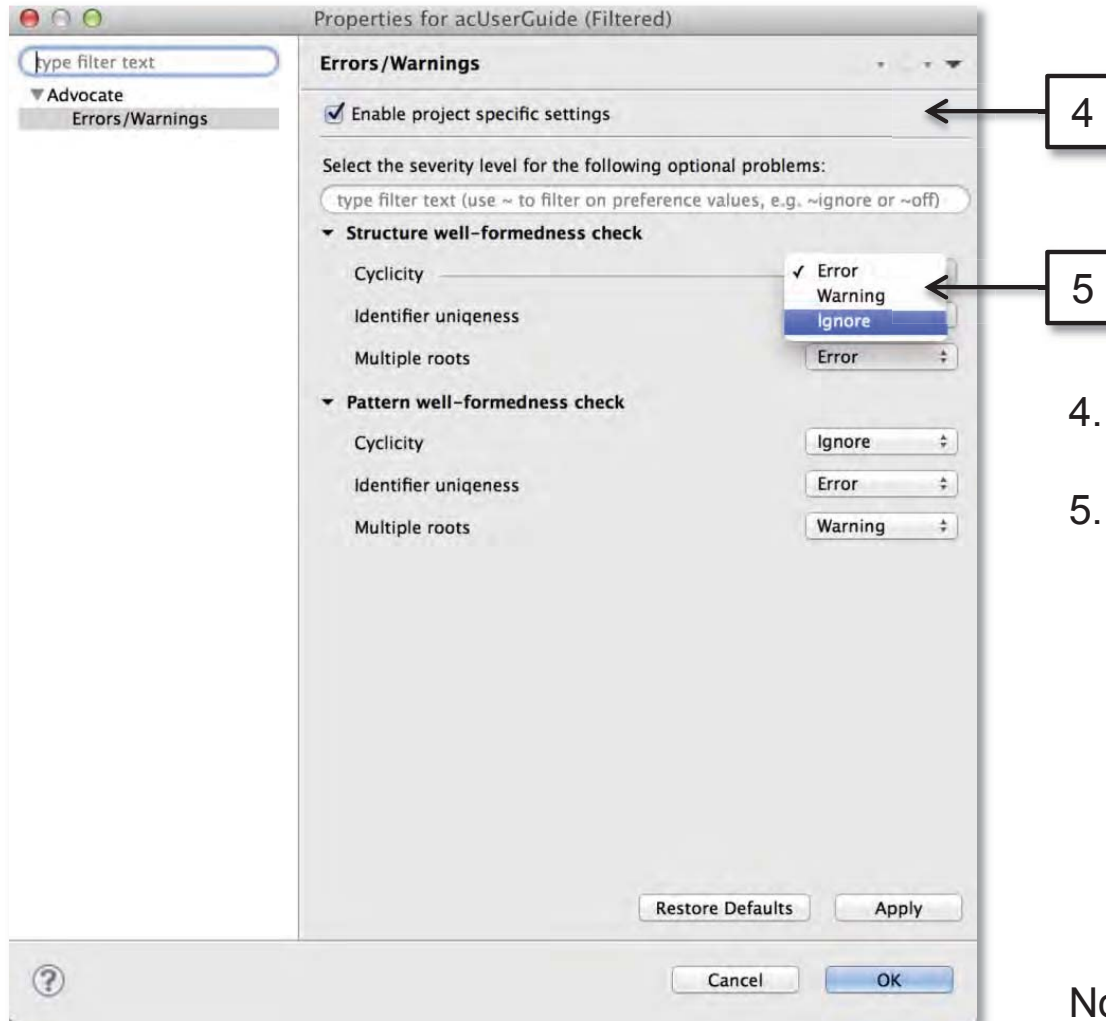 Properties for acUserGuide (Filtered)
type filter text
Advocate
Errors/Warnings
Errors/Warnings
Enable project specific settings
4
Select the severity level for the following optional problems:
type filter text (use ~ to filter on preference values, e.g. ~ignore or ~off)
Structure well-formedness check
Cyclicity
✓ Error
Warning
Ignore
5
Identifier uniqeness
Multiple roots Error
Pattern well-formedness check
Cyclicity Ignore
Identifier uniqeness Error
Multiple roots Warning
Restore Defaults Apply
? Cancel OK
4.
5.